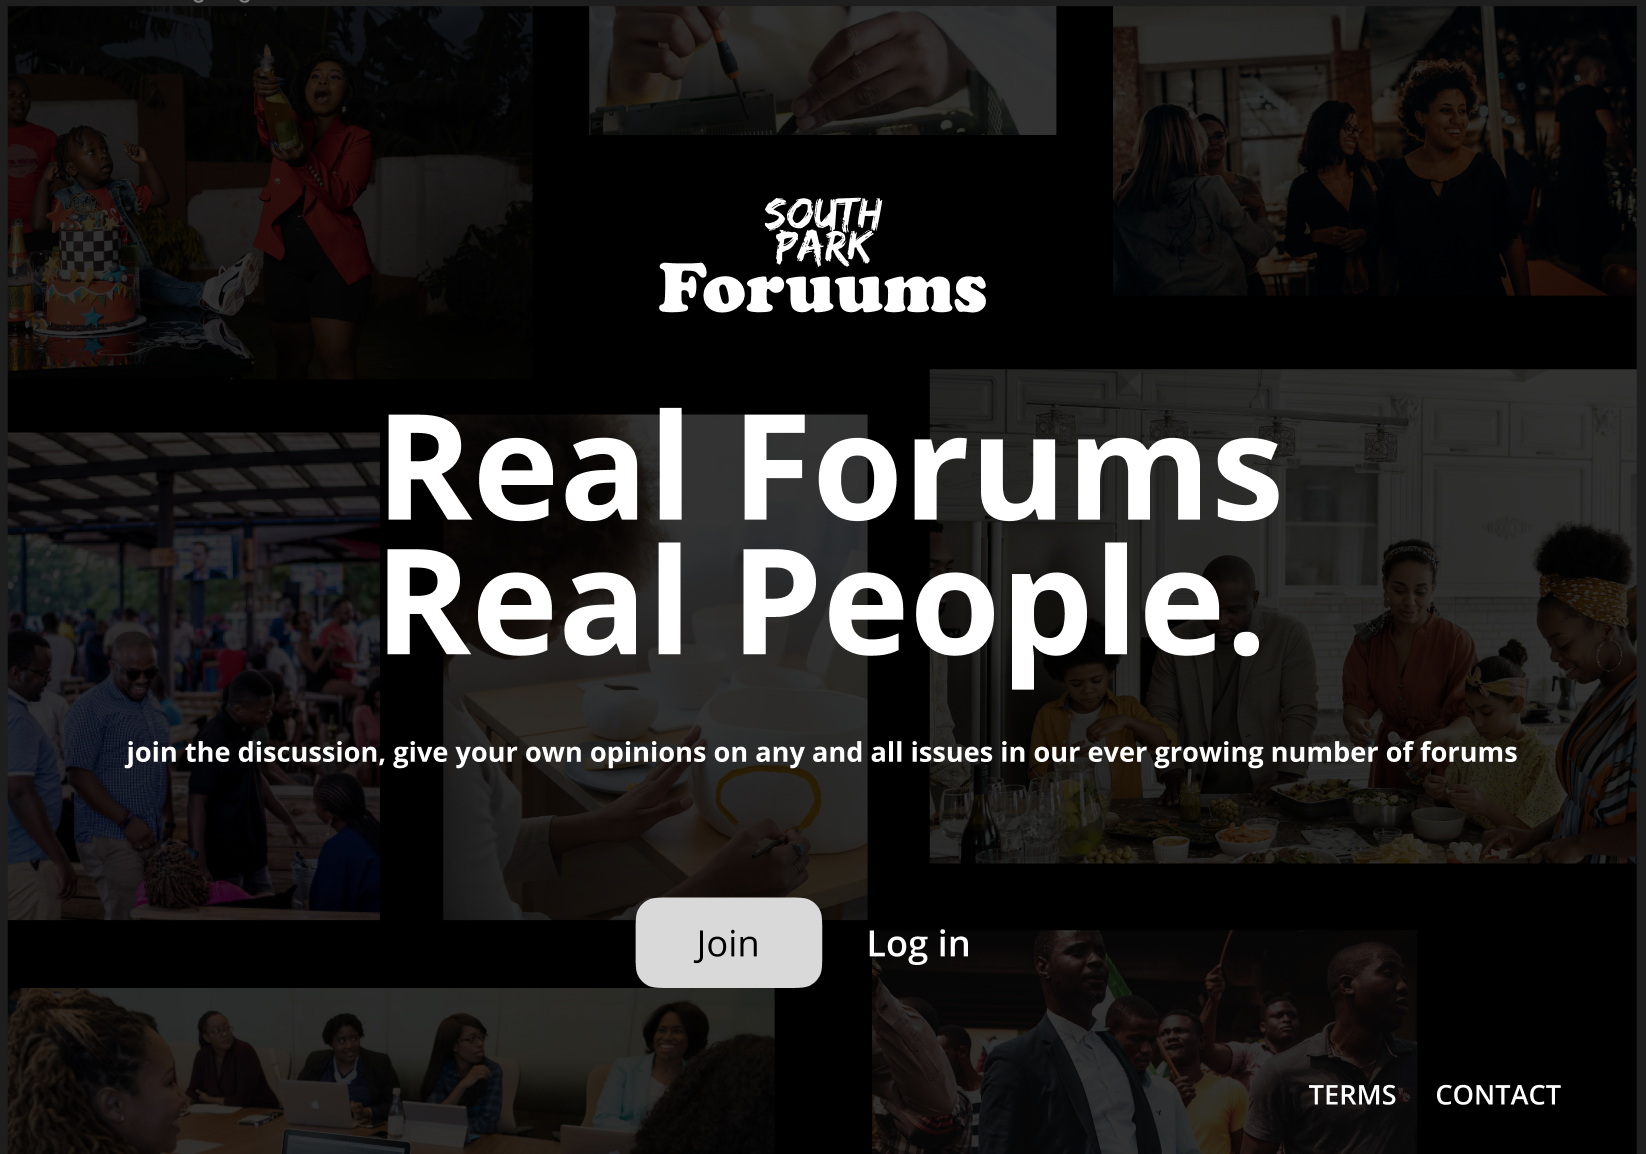 SOUTH
PARK
Foruums
Real Forums
Real People.
join the discussion, give your own opinions on any and all issues in our ever growing number of forums
Join
Log in
TERMS
CONTACT